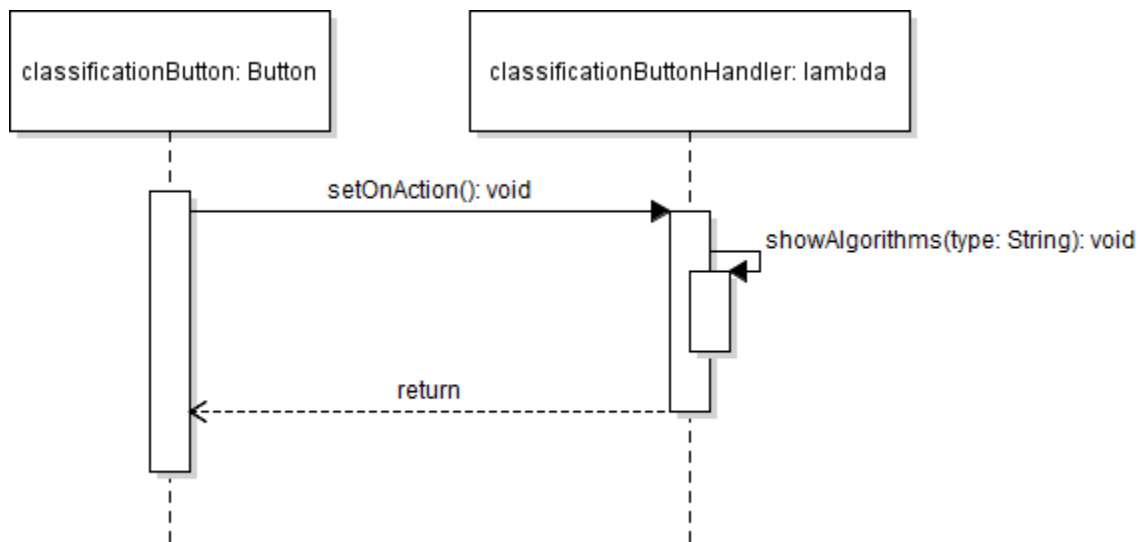 classificationButton: Button
classificationButtonHandler: lambda
setOnAction(): void
showAlgorithms(type: String): void
return